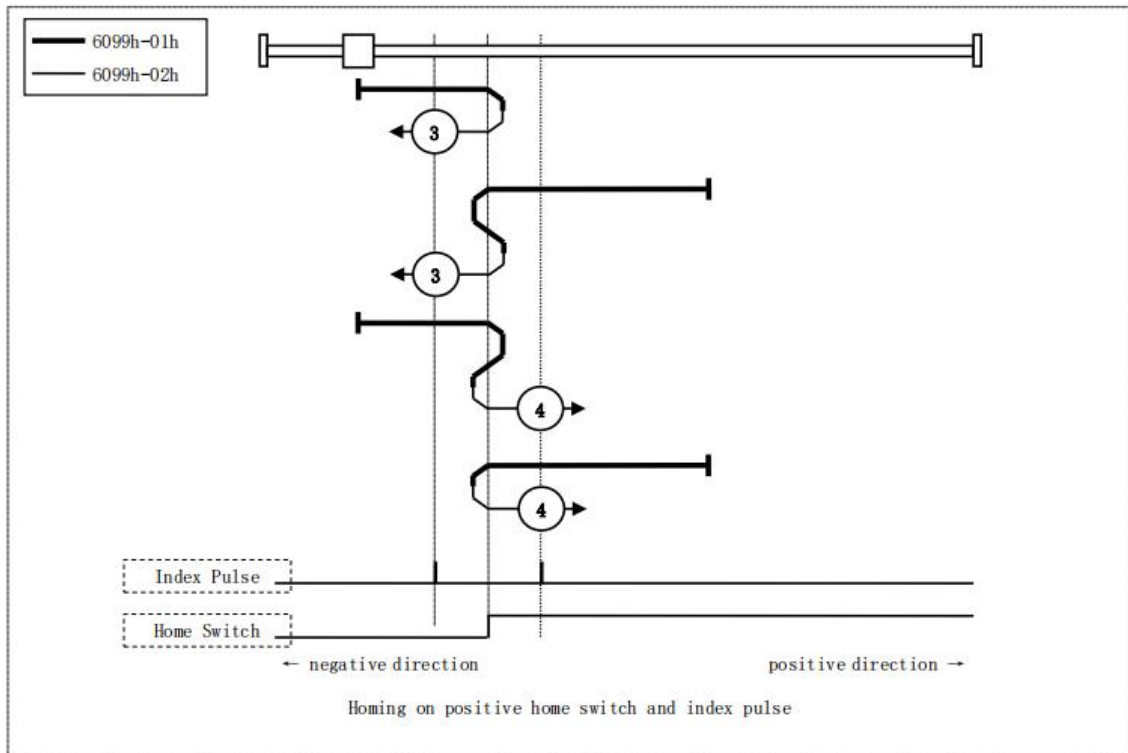 6099h-01h
6099h-02h
3
3
4
4
Index Pulse
Home Switch
← negative direction
positive direction →
Homing on positive home switch and index pulse